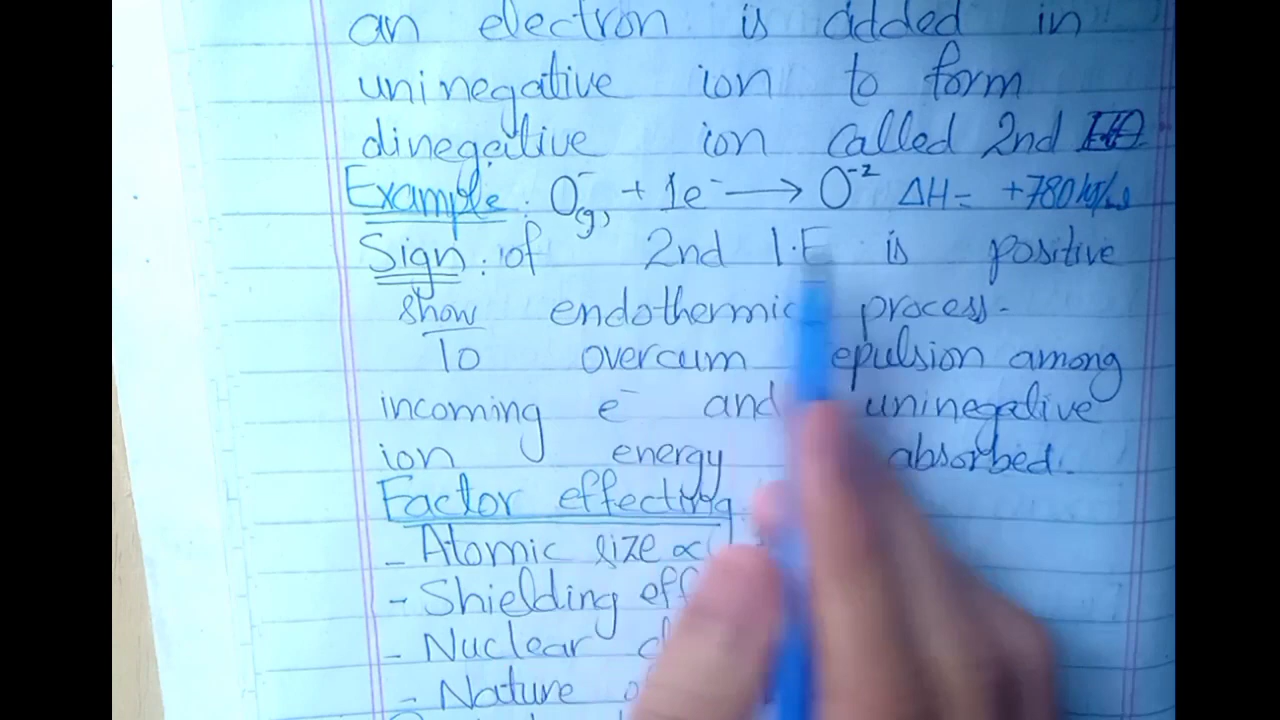 an electron is added in
uninegative ion to form
dinegative ion called 2nd
Example: O⁻(g) + 1e⁻ → O⁻² ΔH = +780
Sign: of 2nd I.E is positive
show endothermic process.
To overcum epulsion among
incoming e⁻ and uninegative
ion energy absorbed.
Factor effecting
- Atomic size ∝
- Shielding eff
- Nuclear
- Nature